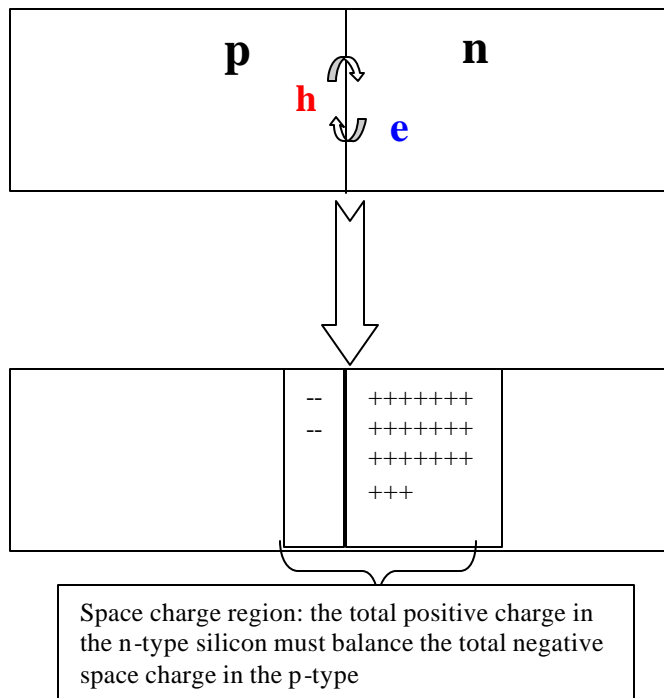 p
n
h
e
-- +++++++
-- +++++++
+++++++
+++
Space charge region: the total positive charge in
the n-type silicon must balance the total negative
space charge in the p-type